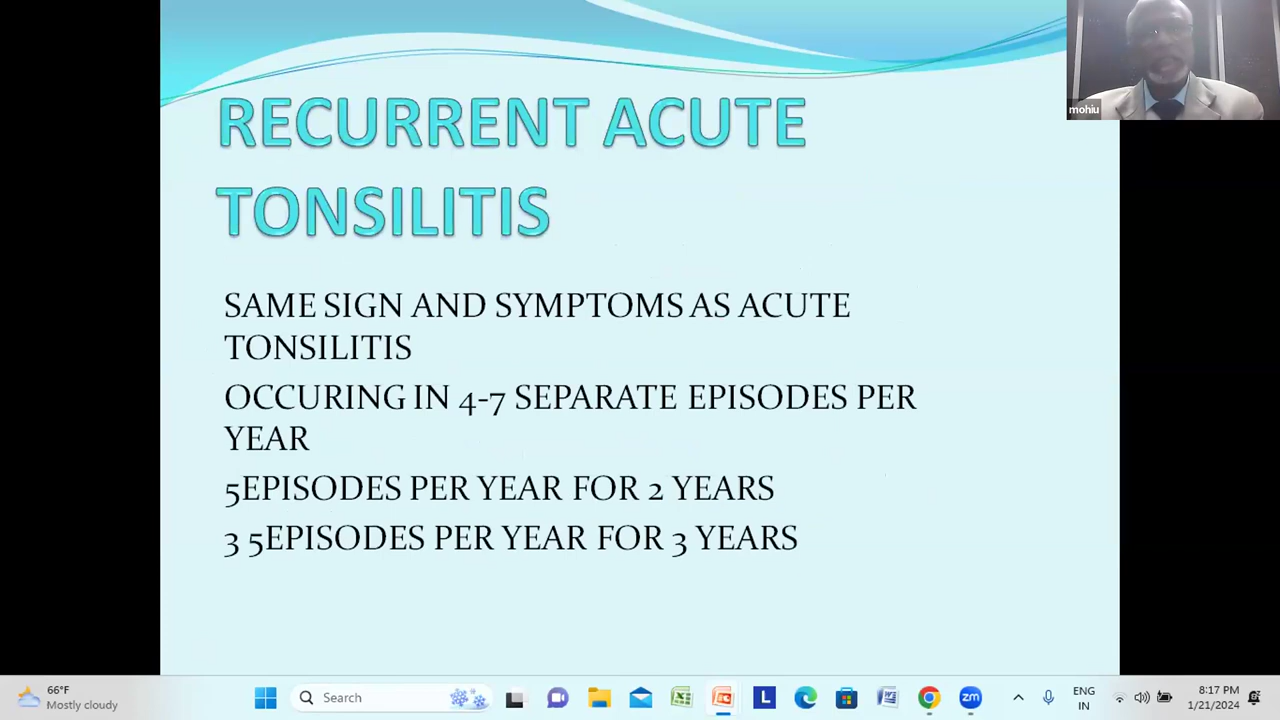 mohiu
RECURRENT ACUTE
TONSILITIS
SAME SIGN AND SYMPTOMS AS ACUTE
TONSILITIS
OCCURING IN 4-7 SEPARATE EPISODES PER
YEAR
5EPISODES PER YEAR FOR 2 YEARS
3 5EPISODES PER YEAR FOR 3 YEARS
66°F
Mostly cloudy
Search
L
W
zm
ENG
IN
8:17 PM
1/21/2024